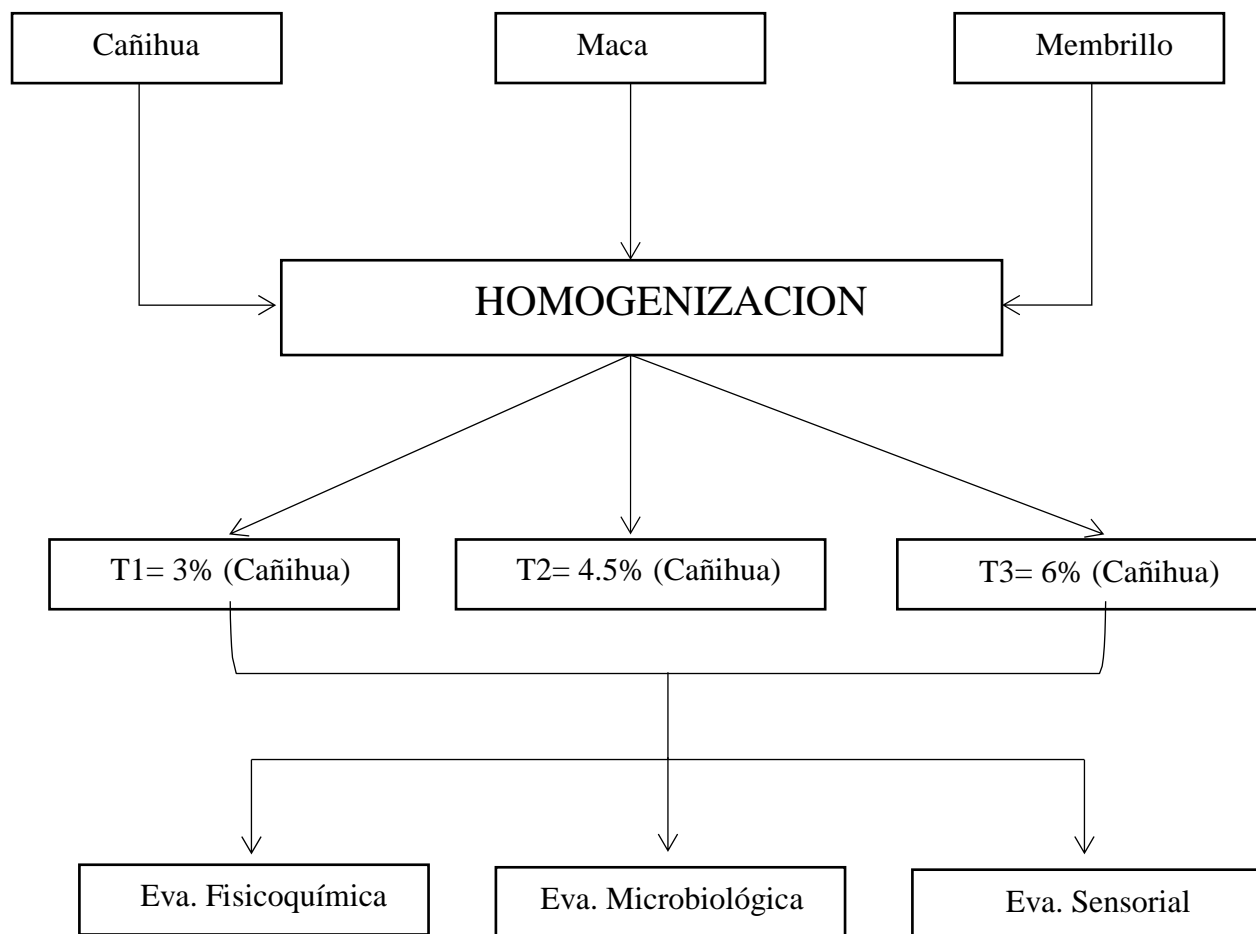 Cañihua
Maca
Membrillo
HOMOGENIZACION
T1= 3% (Cañihua)
T2= 4.5% (Cañihua)
T3= 6% (Cañihua)
Eva. Fisicoquímica
Eva. Microbiológica
Eva. Sensorial